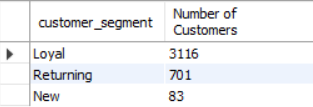 customer_segment Number of
Customers
Loyal 3116
Returning 701
New 83